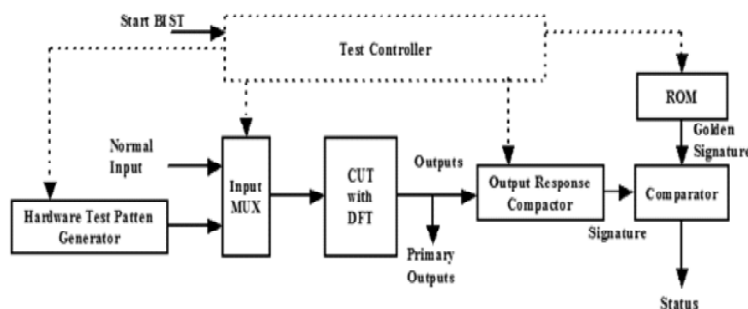 Start BIST
Test Controller
ROM
Golden
Signature
Normal
Input
Input
MUX
CUT
with
DFT
Outputs
Output Response
Compactor
Comparator
Hardware Test Patten
Generator
Signature
Primary
Outputs
Status